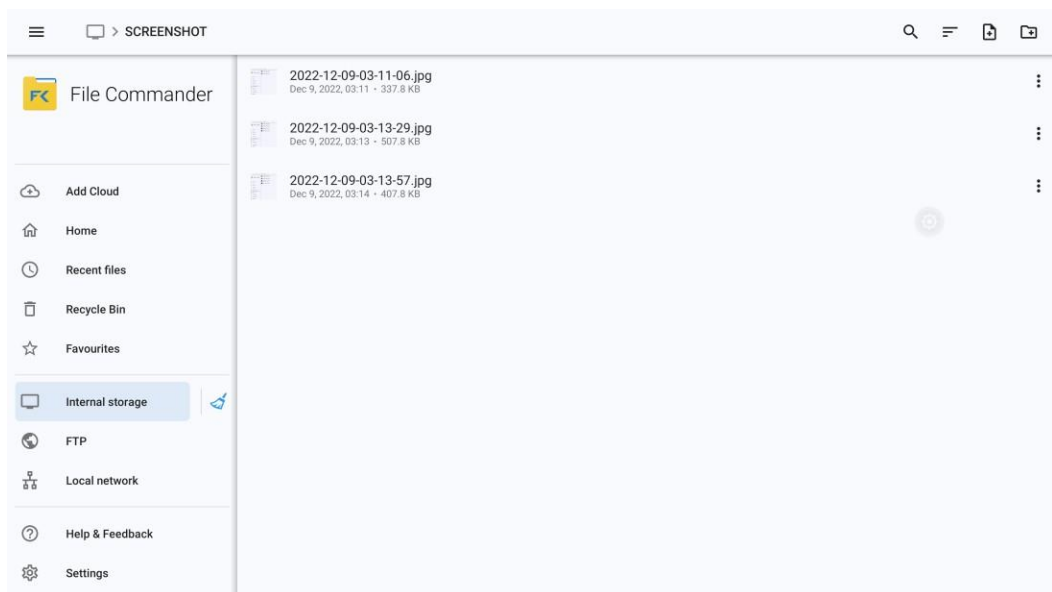 > SCREENSHOT
FK File Commander
Add Cloud
Home
Recent files
Recycle Bin
Favourites
Internal storage
FTP
Local network
Help & Feedback
Settings
2022-12-09-03-11-06.jpg
Dec 9, 2022, 03:11 • 337.8 KB
2022-12-09-03-13-29.jpg
Dec 9, 2022, 03:13 • 507.8 KB
2022-12-09-03-13-57.jpg
Dec 9, 2022, 03:14 • 407.8 KB